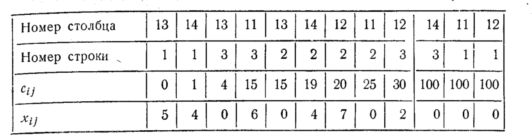 Номер столбца | 13 | 14 | 13 | 11 | 13 | 14 | 12 | 11 | 12 | 14 | 11 | 12
Номер строки | 1 | 1 | 3 | 3 | 2 | 2 | 2 | 2 | 3 | 3 | 1 | 1
c_{ij} | 0 | 1 | 4 | 15 | 15 | 19 | 20 | 25 | 30 | 100 | 100 | 100
x_{ij} | 5 | 4 | 0 | 6 | 0 | 4 | 7 | 0 | 2 | 0 | 0 | 0